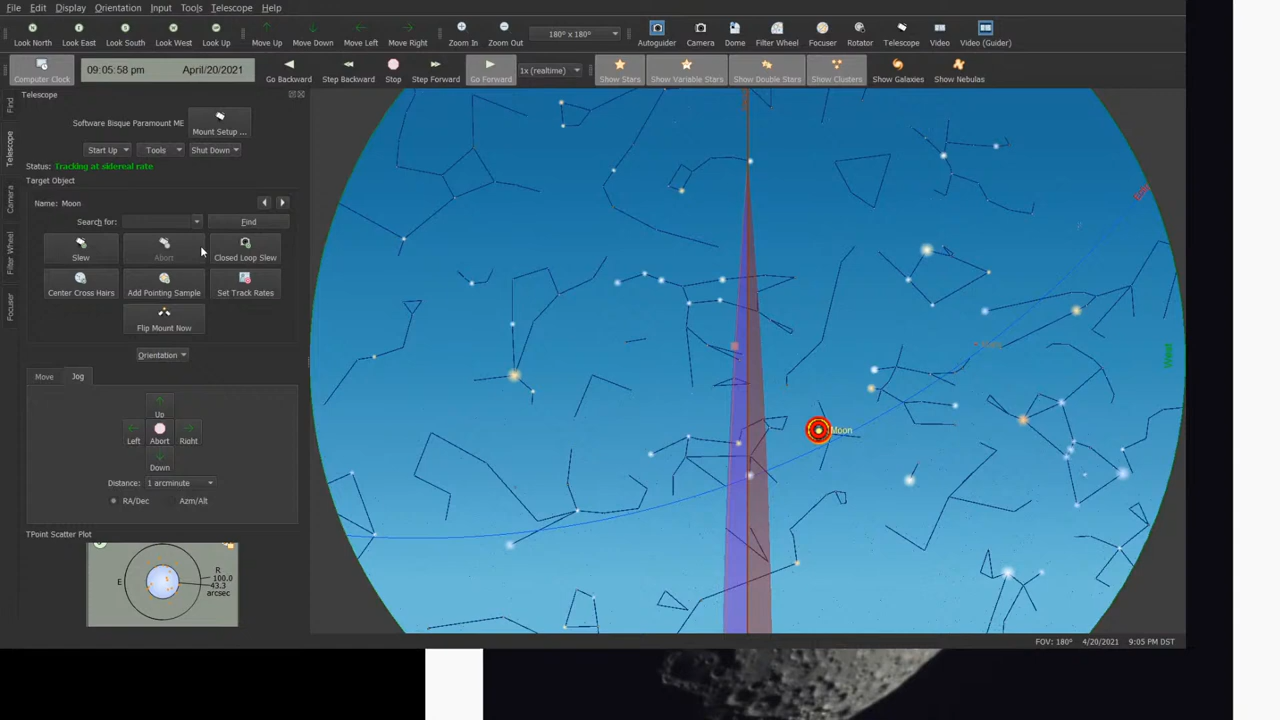 File Edit Display Orientation Input Tools Telescope Help
Look North Look East Look South Look West Look Up Move Up Move Down Move Left Move Right Zoom In Zoom Out 180° x 180° Autoguider Camera Dome Filter Wheel Focuser Rotator Telescope Video Video (Guider)
Computer Clock 09:05:58 pm April/20/2021 Go Backward Step Backward Stop Step Forward Go Forward 1x (realtime) Show Stars Show Variable Stars Show Double Stars Show Clusters Show Galaxies Show Nebulas
Telescope
Find
Telescope
Camera
Filter Wheel
Focuser
Software Bisque Paramount ME Mount Setup ...
Start Up Tools Shut Down
Status: Tracking at sidereal rate
Target Object
Name: Moon
Search for: Find
Slew Abort Closed Loop Slew
Center Cross Hairs Add Pointing Sample Set Track Rates
Flip Mount Now
Orientation
Move Jog
Up
Left Abort Right
Down
Distance: 1 arcminute
RA/Dec Azm/Alt
TPoint Scatter Plot
E
R
100.0
43.3
arcsec
Moon
West
FOV: 180° 4/20/2021 9:05 PM DST